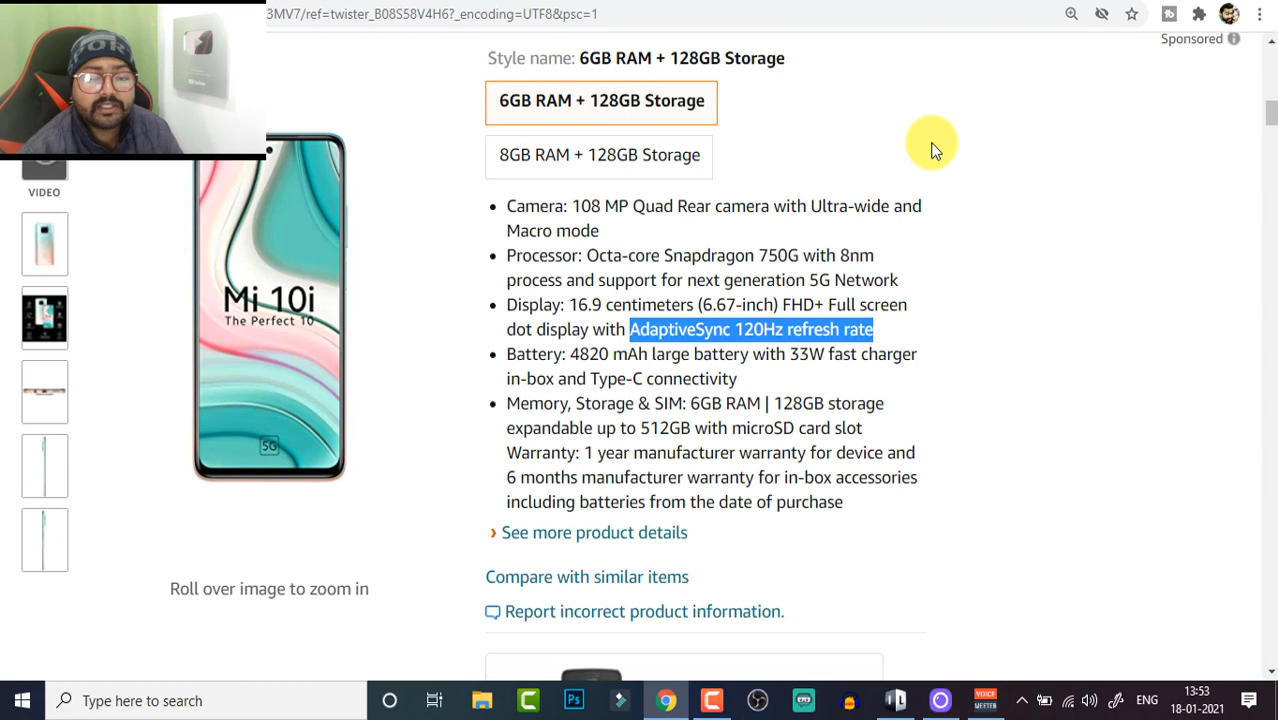 3MV7/ref=twister_B08S58V4H6?_encoding=UTF8&psc=1
Sponsored
Style name: 6GB RAM + 128GB Storage
6GB RAM + 128GB Storage
8GB RAM + 128GB Storage
VIDEO
Camera: 108 MP Quad Rear camera with Ultra-wide and
Macro mode
Processor: Octa-core Snapdragon 750G with 8nm
process and support for next generation 5G Network
Display: 16.9 centimeters (6.67-inch) FHD+ Full screen
dot display with AdaptiveSync 120Hz refresh rate
Battery: 4820 mAh large battery with 33W fast charger
in-box and Type-C connectivity
Memory, Storage & SIM: 6GB RAM | 128GB storage
expandable up to 512GB with microSD card slot
Warranty: 1 year manufacturer warranty for device and
6 months manufacturer warranty for in-box accessories
including batteries from the date of purchase
Mi 10i
The Perfect 10
5G
› See more product details
Compare with similar items
Report incorrect product information.
Roll over image to zoom in
Type here to search
Ps
VOICE
MEETER
ENG
13:53
18-01-2021